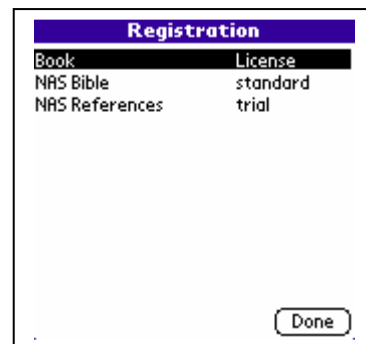 Registration
Book License
NAS Bible standard
NAS References trial
Done